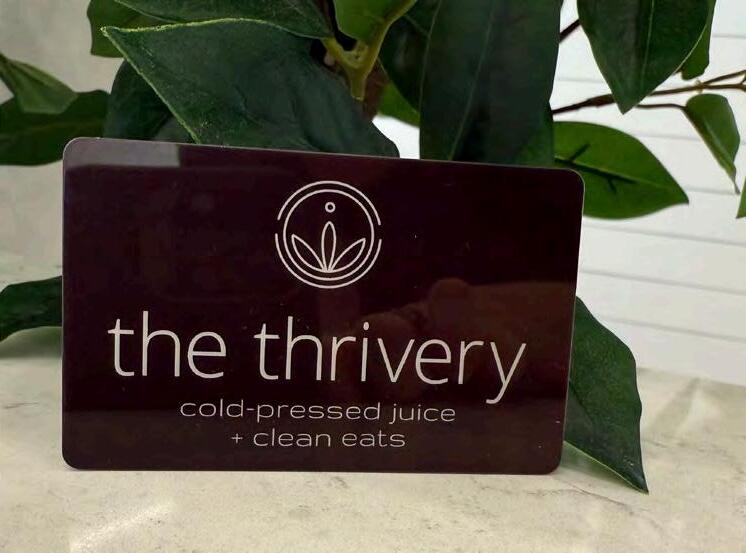 the thrivery
cold-pressed juice
+ clean eats